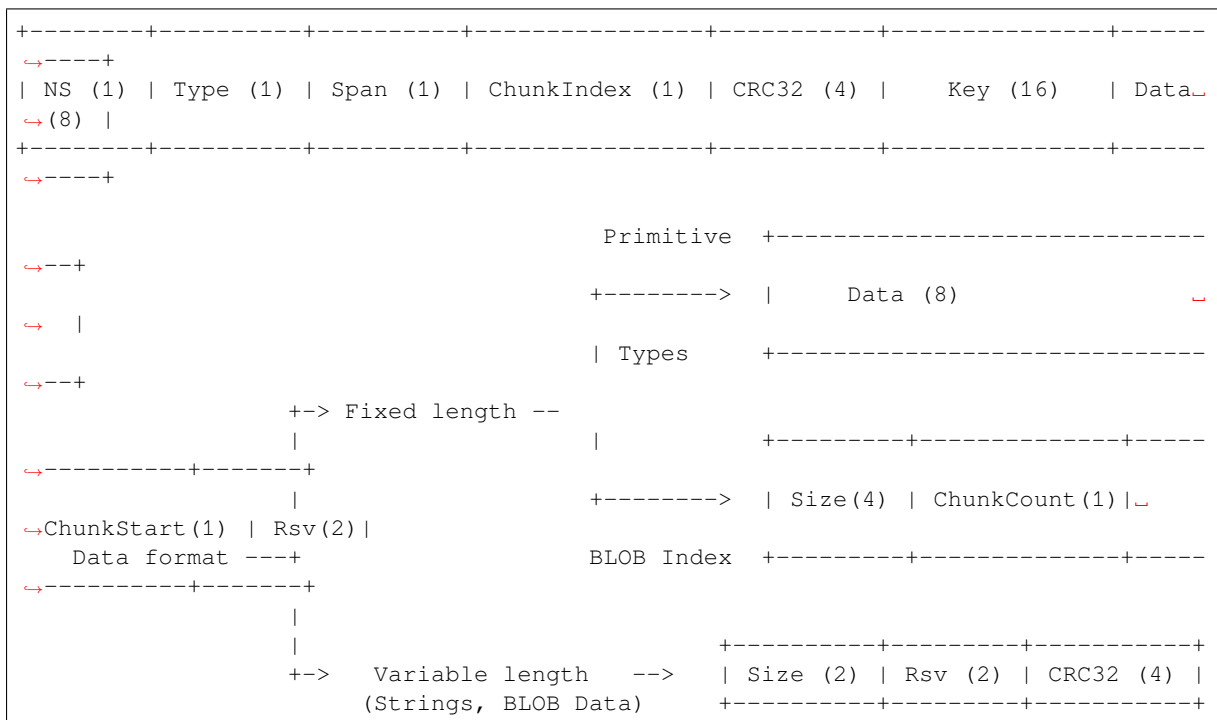 +--------+----------+----------+----------------+-----------+---------------+------
↪----+
| NS (1) | Type (1) | Span (1) | ChunkIndex (1) | CRC32 (4) |    Key (16)   | Data␣
↪(8) |
+--------+----------+----------+----------------+-----------+---------------+------
↪----+
                                         Primitive  +------------------------------
↪--+
                                        +-------->  |     Data (8)                 ␣
↪  |
                                        | Types     +------------------------------
↪--+
                   +-> Fixed length --
                   |                    |           +---------+--------------+-----
↪----------+-------+
                   |                    +-------->  | Size(4) | ChunkCount(1)|␣
↪ChunkStart(1) | Rsv(2)|
    Data format ---+                    BLOB Index  +---------+--------------+-----
↪----------+-------+
                   |
                   |                             +----------+---------+-----------+
                   +->   Variable length   -->   | Size (2) | Rsv (2) | CRC32 (4) |
                        (Strings, BLOB Data)     +----------+---------+-----------+